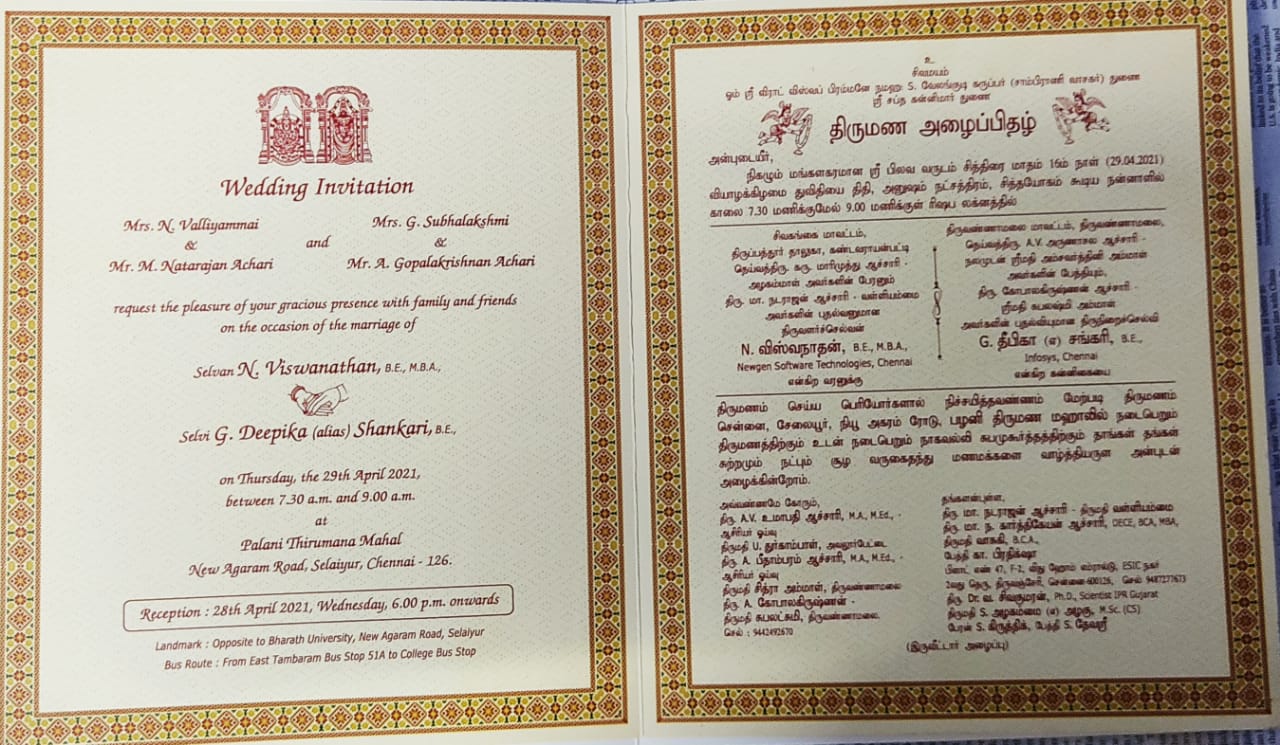 Wedding Invitation
Mrs. N. Valliyammai
&
Mr. M. Natarajan Achari
and
Mrs. G. Subhalakshmi
&
Mr. A. Gopalakrishnan Achari
request the pleasure of your gracious presence with family and friends
on the occasion of the marriage of
Selvan N. Viswanathan, B.E., M.B.A.,
Selvi G. Deepika (alias) Shankari, B.E.,
on Thursday, the 29th April 2021,
between 7.30 a.m. and 9.00 a.m.
at
Palani Thirumana Mahal
New Agaram Road, Selaiyur, Chennai - 126.
Reception : 28th April 2021, Wednesday, 6.00 p.m. onwards
Landmark : Opposite to Bharath University, New Agaram Road, Selaiyur
Bus Route : From East Tambaram Bus Stop 51A to College Bus Stop
உ
சிவமயம்
ஓம் ஸ்ரீ விராட் விஸ்வப் பிரம்மனே நமஹ S. வேலங்குடி கருப்பர் (சாம்பிராணி வாசகர்) துணை
ஸ்ரீ சப்த கன்னிமார் துணை
திருமண அழைப்பிதழ்
அன்புடையீர்,
நிகழும் மங்களகரமான ஸ்ரீ பிலவ வருடம் சித்திரை மாதம் 16ம் நாள் (29.04.2021)
வியாழக்கிழமை துவிதியை திதி, அனுஷம் நட்சத்திரம், சித்தயோகம் கூடிய நன்னாளில்
காலை 7.30 மணிக்குமேல் 9.00 மணிக்குள் ரிஷப லக்னத்தில்
சிவகங்கை மாவட்டம்,
திருப்பத்தூர் தாலுகா, கண்டவராயன்பட்டி
தெய்வத்திரு. கரு. மாரிமுத்து ஆச்சாரி -
அழகம்மாள் அவர்களின் பேரனும்
திரு. மா. நடராஜன் ஆச்சாரி - வள்ளியம்மை
அவர்களின் புதல்வனுமான
திருவளர்ச்செல்வன்
N. விஸ்வநாதன், B.E., M.B.A.,
Newgen Software Technologies, Chennai
என்கிற வரனுக்கு
திருவண்ணாமலை மாவட்டம், திருவண்ணாமலை,
தெய்வத்திரு. A.V. அருணாசல ஆச்சாரி -
நலமுடன் ஸ்ரீமதி அம்சவர்த்தினி அம்மாள்
அவர்களின் பேத்தியும்,
திரு. கோபாலகிருஷ்ணன் ஆச்சாரி -
ஸ்ரீமதி சுபலஷ்மி அம்மாள்
அவர்களின் புதல்வியுமான திருநிறைச்செல்வி
G. தீபிகா (எ) சங்கரி, B.E.,
Infosys, Chennai
என்கிற கன்னிகையை
திருமணம் செய்ய பெரியோர்களால் நிச்சயித்தவண்ணம் மேற்படி திருமணம்
சென்னை, சேலையூர், நியூ அகரம் ரோடு, பழனி திருமண மஹாலில் நடைபெறும்
திருமணத்திற்கும் உடன் நடைபெறும் நாகவல்லி சுபமுகூர்த்தத்திற்கும் தாங்கள் தங்கள்
சுற்றமும் நட்பும் சூழ வருகைதந்து மணமக்களை வாழ்த்தியருள அன்புடன்
அழைக்கின்றோம்.
அவ்வண்ணமே கோரும்,
திரு. A.V. உமாபதி ஆச்சாரி, M.A., M.Ed., -
ஆசிரியர் ஓய்வு
திருமதி U. துர்காம்பாள், அவலூர்பேட்டை
திரு. A. பீதாம்பரம் ஆச்சாரி, M.A., M.Ed., -
ஆசிரியர் ஓய்வு
திருமதி சித்ரா அம்மாள், திருவண்ணாமலை
திரு. A. கோபாலகிருஷ்ணன் -
திருமதி சுபலட்சுமி, திருவண்ணாமலை.
செல் : 9442492670
தங்களன்புள்ள,
திரு. மா. நடராஜன் ஆச்சாரி - திருமதி வள்ளியம்மை
திரு. மா. ந. கார்த்திகேயன் ஆச்சாரி, DECE, BCA, MBA,
திருமதி வாசுகி, B.C.A.,
பேத்தி கா. பிரதிக்ஷா
பிளாட் எண் 47, F-2, விது ஹோம் எமரால்டு, ESIC நகர்
2வது தெரு, திருவஞ்சேரி, சென்னை-600126, செல் 9487277673
திரு. Dr. வ. சிவகுமரன், Ph.D., Scientist IPR Gujarat
திருமதி S. அழகம்மை (எ) அழகு, M.Sc. (CS)
பேரன் S. கிருத்திக், பேத்தி S. தேவஸ்ரீ
(இருவீட்டார் அழைப்பு)